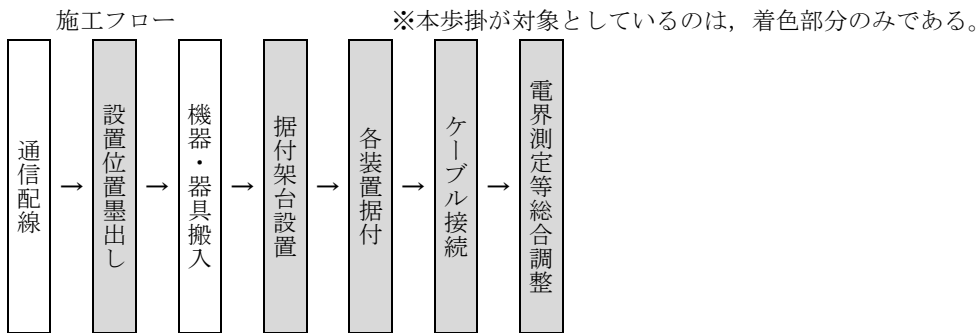 施工フロー
※本歩掛が対象としているのは，着色部分のみである。
通信配線
→
設置位置墨出し
→
機器・器具搬入
→
据付架台設置
→
各装置据付
→
ケーブル接続
→
電界測定等総合調整